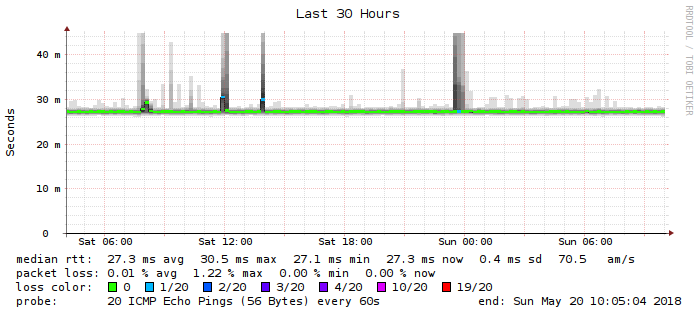 Last 30 Hours
RRDTOOL / TOBI OETIKER
Seconds
40 m
30 m
20 m
10 m
0
Sat 06:00 Sat 12:00 Sat 18:00 Sun 00:00 Sun 06:00
median rtt: 27.3 ms avg 30.5 ms max 27.1 ms min 27.3 ms now 0.4 ms sd 70.5 am/s
packet loss: 0.01 % avg 1.22 % max 0.00 % min 0.00 % now
loss color: 0 1/20 2/20 3/20 4/20 10/20 19/20
probe: 20 ICMP Echo Pings (56 Bytes) every 60s end: Sun May 20 10:05:04 2018